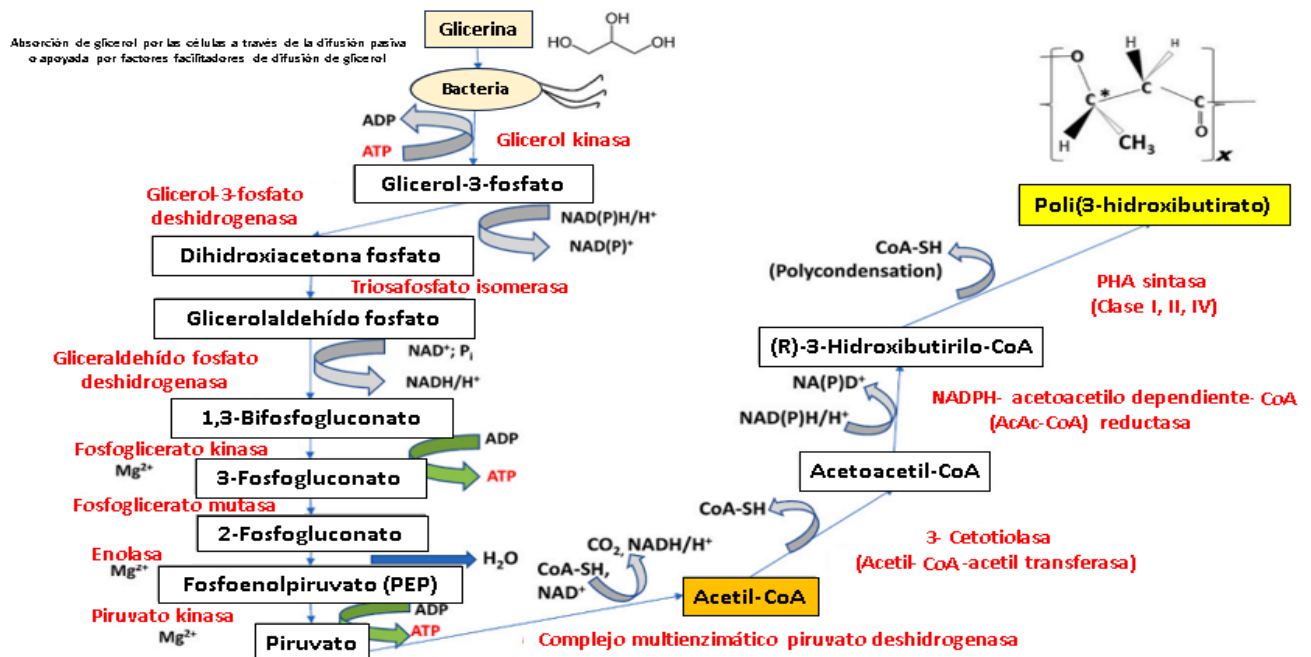 Glicerina
HO
OH
OH
Absorción de glicerol por las células a través de la difusión pasiva
o apoyada por factores facilitadores de difusión de glicerol
Bacteria
ADP
ATP
Glicerol kinasa
Glicerol-3-fosfato
Glicerol-3-fosfato
deshidrogenasa
NAD(P)H/H⁺
NAD(P)⁺
Dihidroxiacetona fosfato
Triosafosfato isomerasa
Glicerolaldehído fosfato
Gliceraldehído fosfato
deshidrogenasa
NAD⁺; Pᵢ
NADH/H⁺
1,3-Bifosfogluconato
Fosfoglicerato kinasa
Mg²⁺
ADP
ATP
3-Fosfogluconato
Fosfoglicerato mutasa
2-Fosfogluconato
Enolasa
Mg²⁺
H₂O
Fosfoenolpiruvato (PEP)
Piruvato kinasa
Mg²⁺
ADP
ATP
Piruvato
CO₂, NADH/H⁺
CoA-SH,
NAD⁺
Complejo multienzimático piruvato deshidrogenasa
Acetil-CoA
CoA-SH
3- Cetotiolasa
(Acetil- CoA -acetil transferasa)
Acetoacetil-CoA
NA(P)D⁺
NAD(P)H/H⁺
NADPH- acetoacetilo dependiente- CoA
(AcAc-CoA) reductasa
(R)-3-Hidroxibutirilo-CoA
CoA-SH
(Polycondensation)
PHA sintasa
(Clase I, II, IV)
Poli(3-hidroxibutirato)
H
H
O
C*
C
C
O
H
CH₃
x